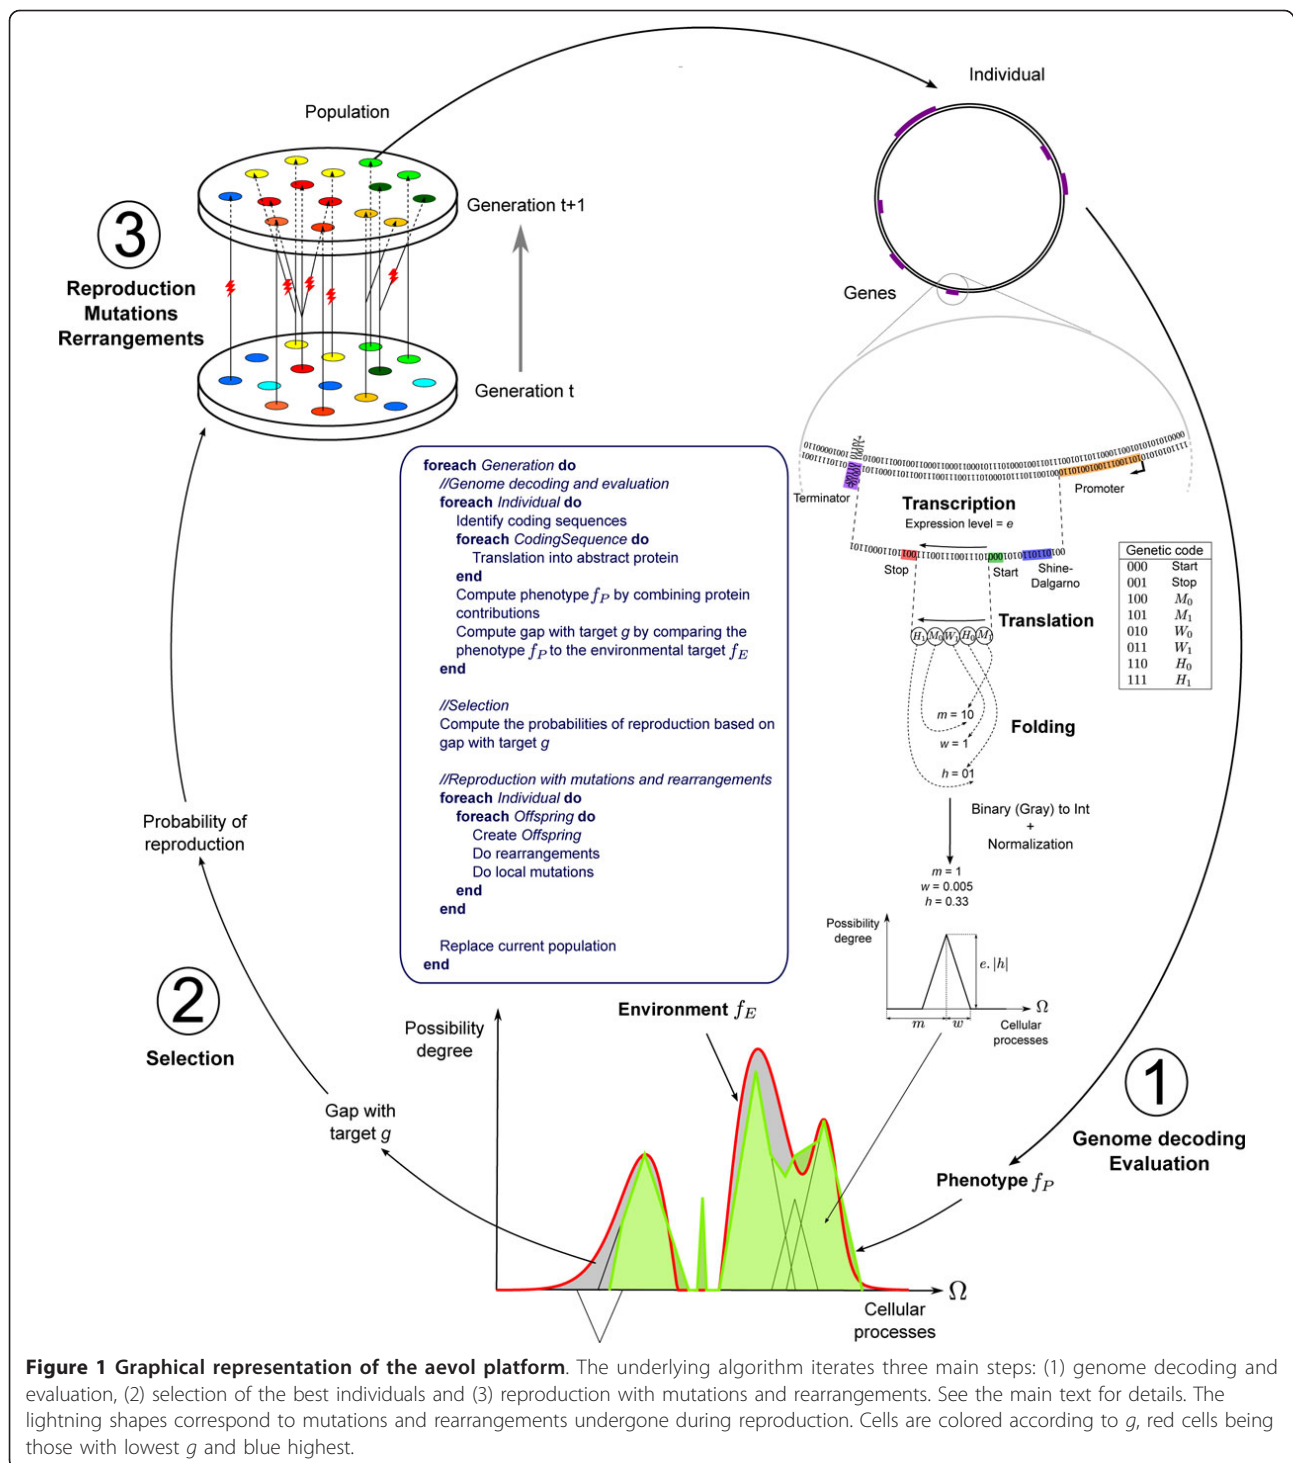 Population
Individual
Generation t+1
3
Reproduction
Mutations
Rerrangements
Genes
Generation t
foreach Generation do
//Genome decoding and evaluation
foreach Individual do
Identify coding sequences
foreach CodingSequence do
Translation into abstract protein
end
Compute phenotype f_P by combining protein
contributions
Compute gap with target g by comparing the
phenotype f_P to the environmental target f_E
end
//Selection
Compute the probabilities of reproduction based on
gap with target g
//Reproduction with mutations and rearrangements
foreach Individual do
foreach Offspring do
Create Offspring
Do rearrangements
Do local mutations
end
end
Replace current population
end
Terminator
Promoter
Transcription
Expression level = e
Stop
Start
Shine-
Dalgarno
Genetic code
000 Start
001 Stop
100 M0
101 M1
010 W0
011 W1
110 H0
111 H1
Translation
H1 M0 W1 H0 M1
m = 10
Folding
w = 1
h = 01
Binary (Gray) to Int
+
Normalization
m = 1
w = 0.005
h = 0.33
Possibility
degree
e.|h|
Ω
m
w
Cellular
processes
Probability of
reproduction
2
Selection
Gap with
target g
Environment f_E
Possibility
degree
1
Genome decoding
Evaluation
Phenotype f_P
Ω
Cellular
processes
Figure 1 Graphical representation of the aevol platform. The underlying algorithm iterates three main steps: (1) genome decoding and
evaluation, (2) selection of the best individuals and (3) reproduction with mutations and rearrangements. See the main text for details. The
lightning shapes correspond to mutations and rearrangements undergone during reproduction. Cells are colored according to g, red cells being
those with lowest g and blue highest.